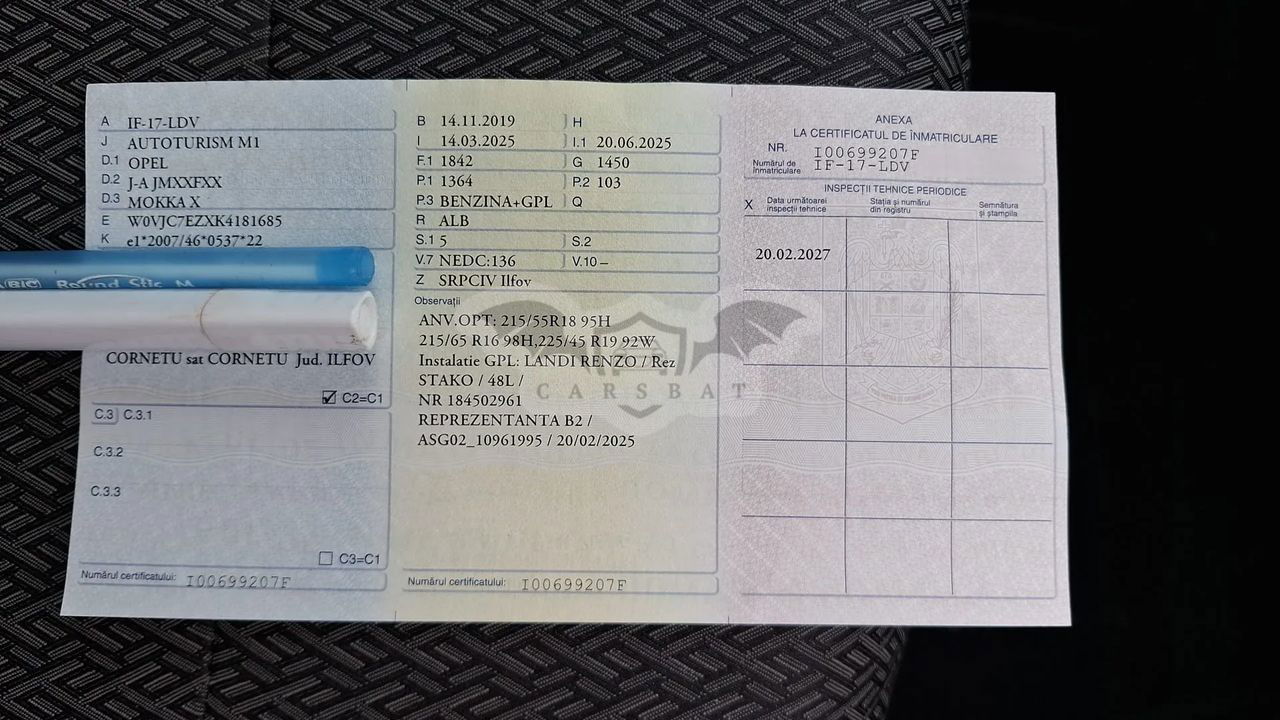 A IF-17-LDV
J AUTOTURISM M1
D.1 OPEL
D.2 J-A JMXXFXX
D.3 MOKKA X
E W0VJC7EZXK4181685
K e1*2007/46*0537*22
BIC Round Stic M
CORNETU sat CORNETU Jud. ILFOV
C2=C1
C.3 C.3.1
C.3.2
C.3.3
C3=C1
Numărul certificatului: I00699207F
B 14.11.2019 H
I 14.03.2025 I.1 20.06.2025
F.1 1842 G 1450
P.1 1364 P.2 103
P.3 BENZINA+GPL Q
R ALB
S.1 5 S.2
V.7 NEDC:136 V.10 –
Z SRPCIV Ilfov
Observații
ANV.OPT: 215/55R18 95H
215/65 R16 98H,225/45 R19 92W
Instalatie GPL: LANDI RENZO / Rez
STAKO / 48L /
NR 184502961
REPREZENTANTA B2 /
ASG02_10961995 / 20/02/2025
CARSBAT
Numărul certificatului: I00699207F
ANEXA
LA CERTIFICATUL DE ÎNMATRICULARE
NR. I00699207F
Numărul de înmatriculare IF-17-LDV
INSPECȚII TEHNICE PERIODICE
X Data următoarei inspecții tehnice
Stația și numărul din registru
Semnătura și ștampila
20.02.2027